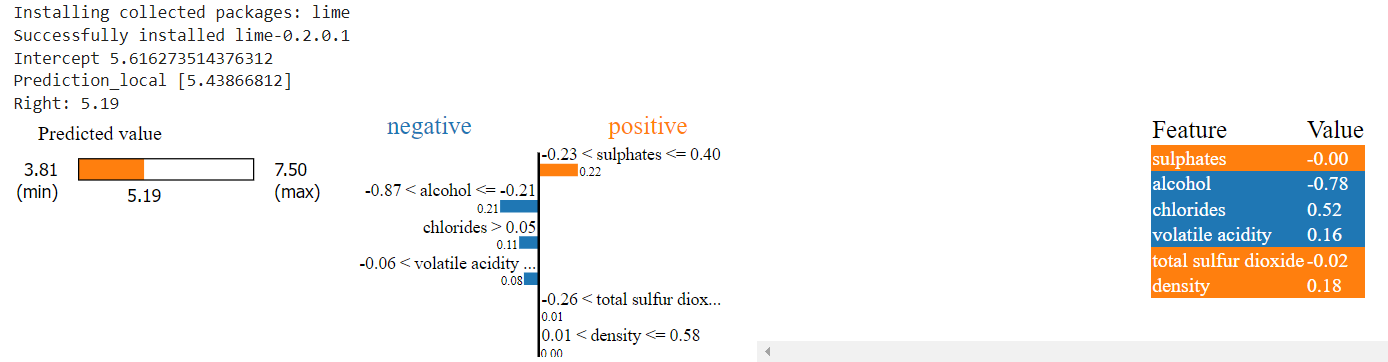 Installing collected packages: lime
Successfully installed lime-0.2.0.1
Intercept 5.616273514376312
Prediction_local [5.43866812]
Right: 5.19
Predicted value
3.81
(min)
5.19
7.50
(max)
negative
positive
-0.23 < sulphates <= 0.40
0.22
-0.87 < alcohol <= -0.21
0.21
chlorides > 0.05
0.11
-0.06 < volatile acidity ...
0.08
-0.26 < total sulfur diox...
0.01
0.01 < density <= 0.58
0.00
Feature Value
sulphates -0.00
alcohol -0.78
chlorides 0.52
volatile acidity 0.16
total sulfur dioxide -0.02
density 0.18